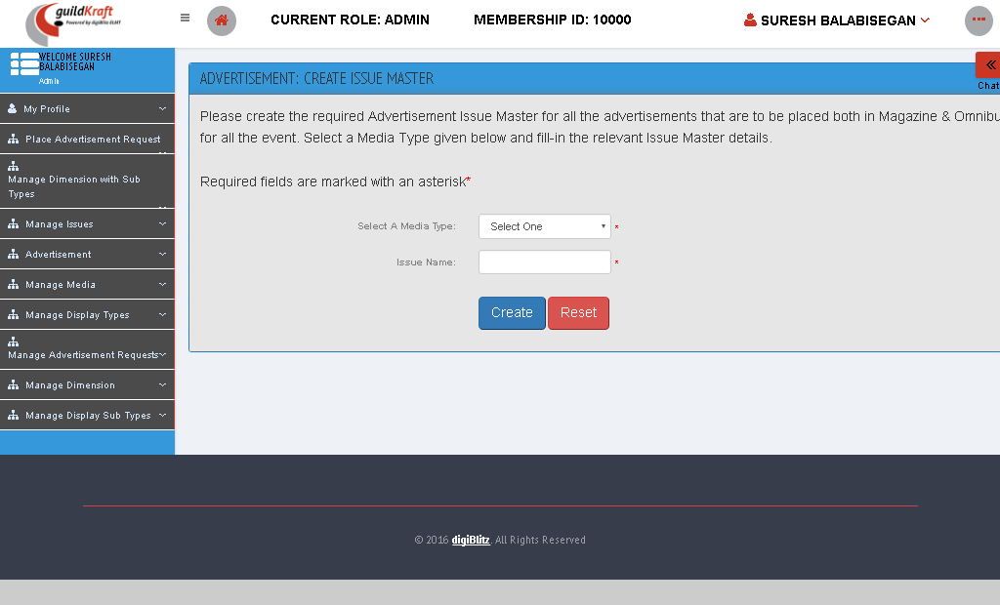 guildKraft
Powered by digiBlitz ELMT
CURRENT ROLE: ADMIN
MEMBERSHIP ID: 10000
SURESH BALABISEGAN
WELCOME SURESH
BALABISEGAN
Admin
My Profile
Place Advertisement Request
Manage Dimension with Sub
Types
Manage Issues
Advertisement
Manage Media
Manage Display Types
Manage Advertisement Requests
Manage Dimension
Manage Display Sub Types
Chat
ADVERTISEMENT: CREATE ISSUE MASTER
Please create the required Advertisement Issue Master for all the advertisements that are to be placed both in Magazine & Omnibu
for all the event. Select a Media Type given below and fill-in the relevant Issue Master details.
Required fields are marked with an asterisk*
Select A Media Type: Select One *
Issue Name: *
Create Reset
© 2016 digiBlitz. All Rights Reserved